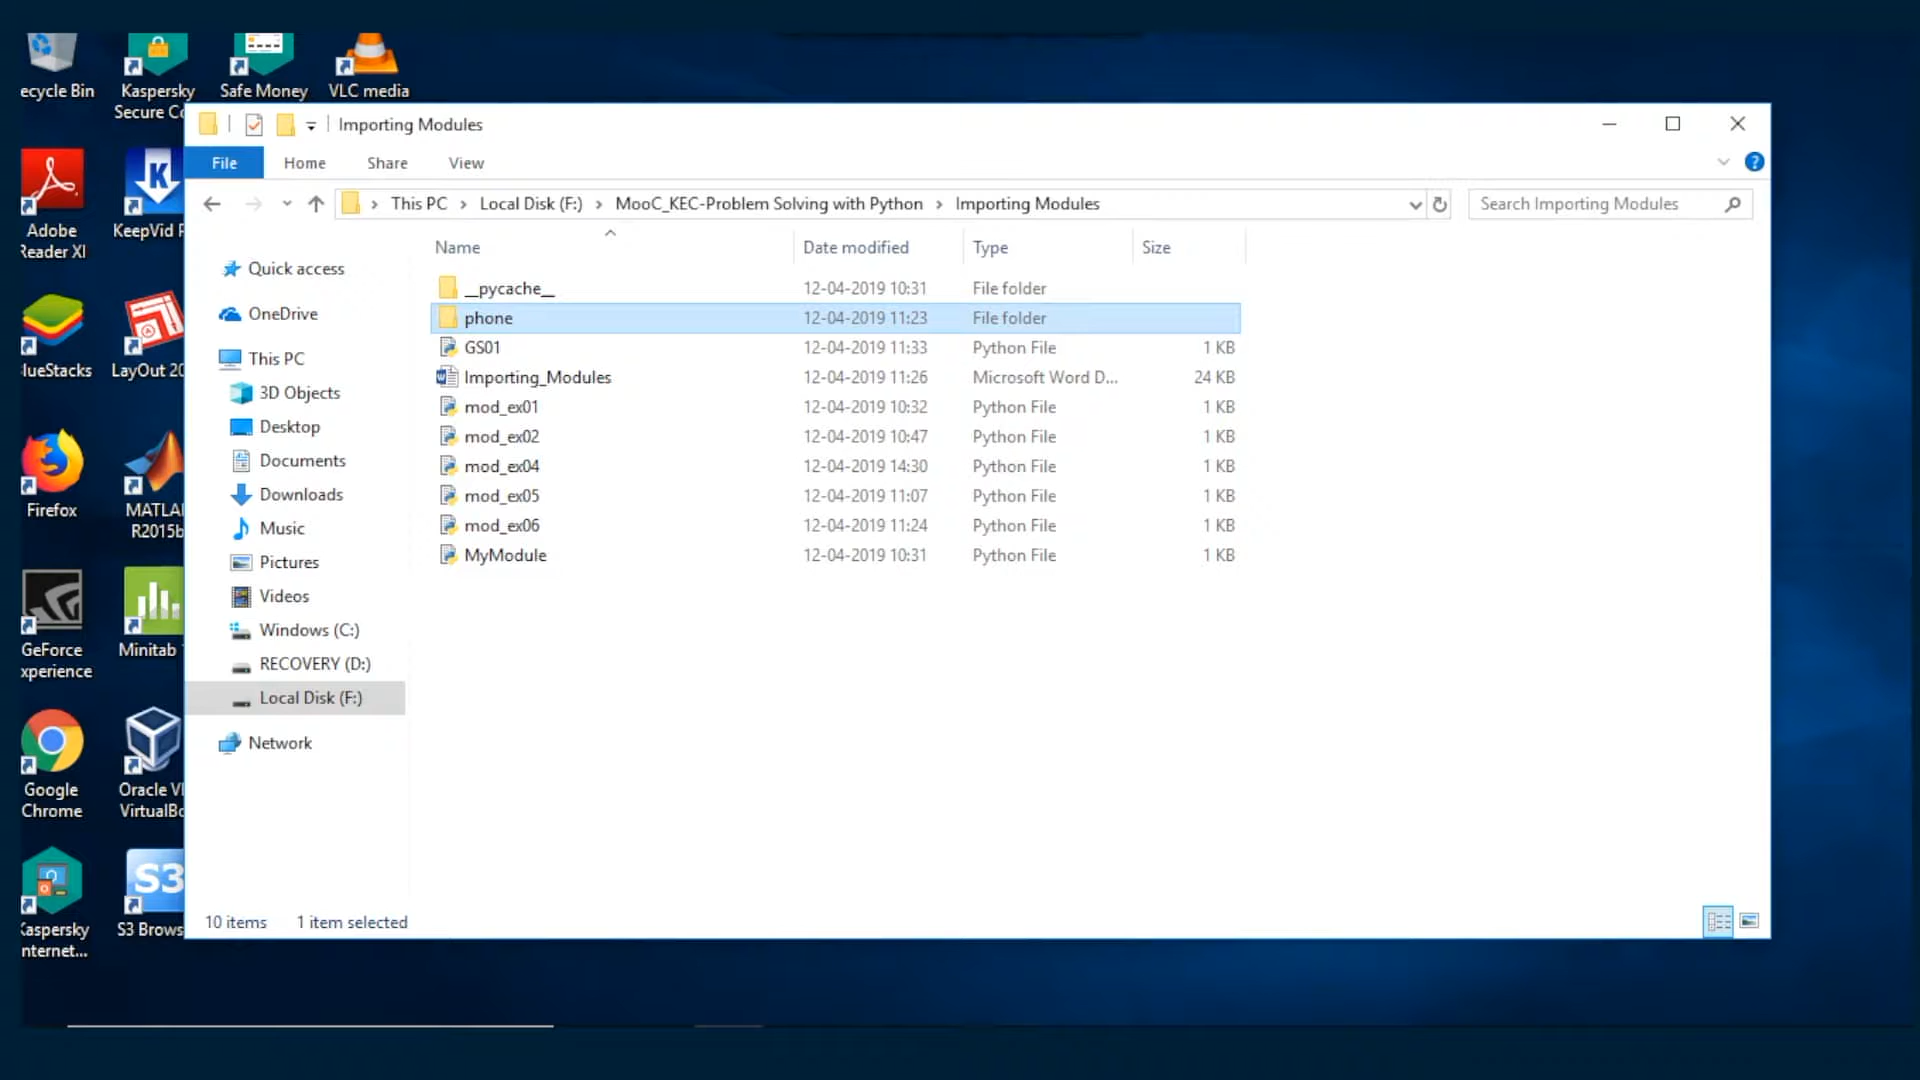 ecycle Bin
Kaspersky
Secure Co
Safe Money
VLC media
Importing Modules
File
Home
Share
View
This PC > Local Disk (F:) > MooC_KEC-Problem Solving with Python > Importing Modules
Search Importing Modules
Adobe
Reader XI
KeepVid P
lueStacks
LayOut 20
Firefox
MATLA
R2015b
GeForce
xperience
Minitab
Google
Chrome
Oracle V
VirtualBo
Kaspersky
nternet...
S3
S3 Brows
Quick access
OneDrive
This PC
3D Objects
Desktop
Documents
Downloads
Music
Pictures
Videos
Windows (C:)
RECOVERY (D:)
Local Disk (F:)
Network
Name Date modified Type Size
__pycache__ 12-04-2019 10:31 File folder
phone 12-04-2019 11:23 File folder
GS01 12-04-2019 11:33 Python File 1 KB
Importing_Modules 12-04-2019 11:26 Microsoft Word D... 24 KB
mod_ex01 12-04-2019 10:32 Python File 1 KB
mod_ex02 12-04-2019 10:47 Python File 1 KB
mod_ex04 12-04-2019 14:30 Python File 1 KB
mod_ex05 12-04-2019 11:07 Python File 1 KB
mod_ex06 12-04-2019 11:24 Python File 1 KB
MyModule 12-04-2019 10:31 Python File 1 KB
10 items 1 item selected